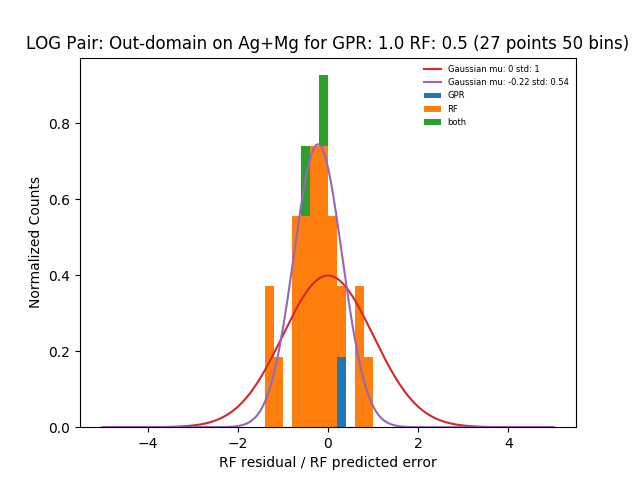 LOG Pair: Out-domain on Ag+Mg for GPR: 1.0 RF: 0.5 (27 points 50 bins)
Gaussian mu: 0 std: 1
Gaussian mu: -0.22 std: 0.54
GPR
RF
both
Normalized Counts
0.8
0.6
0.4
0.2
0.0
−4
−2
0
2
4
RF residual / RF predicted error